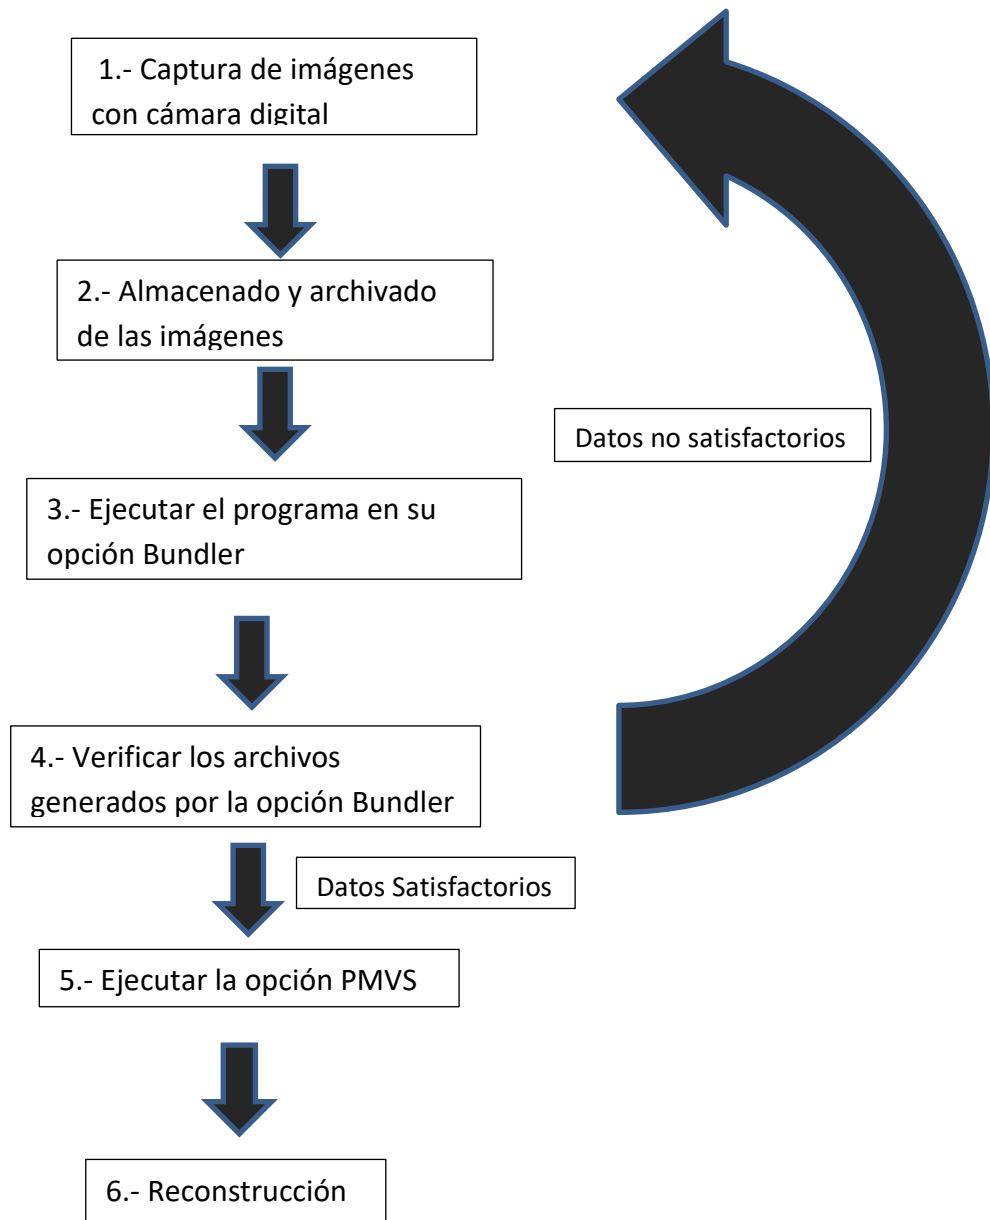 1.- Captura de imágenes
con cámara digital
2.- Almacenado y archivado
de las imágenes
Datos no satisfactorios
3.- Ejecutar el programa en su
opción Bundler
4.- Verificar los archivos
generados por la opción Bundler
Datos Satisfactorios
5.- Ejecutar la opción PMVS
6.- Reconstrucción